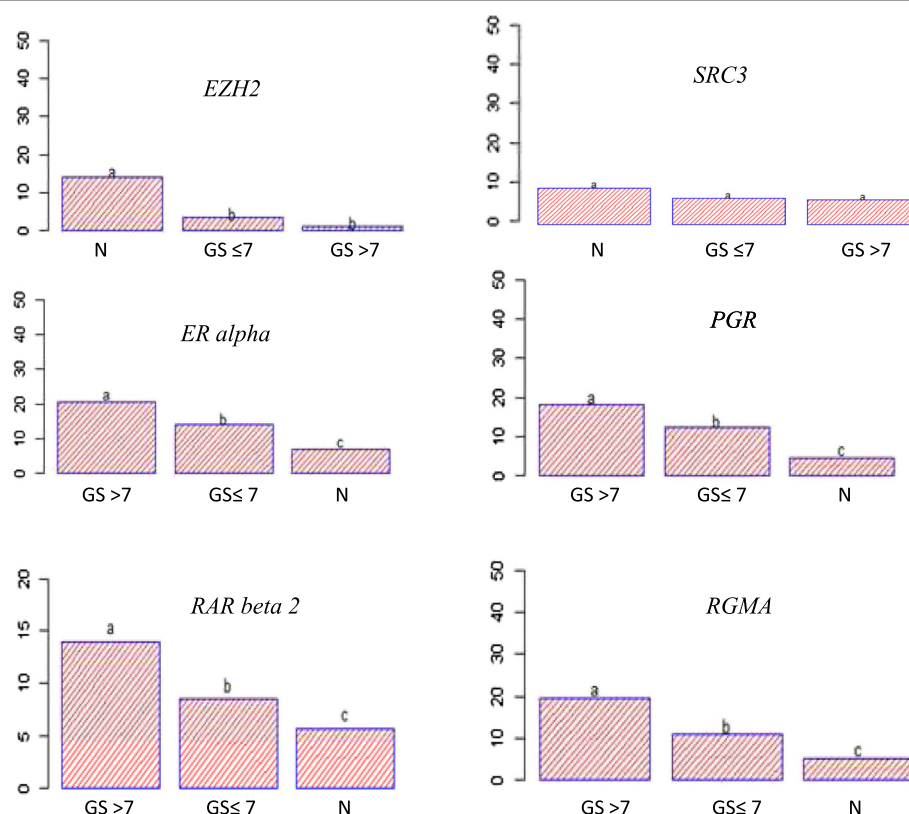 EZH2
50
40
30
20
10
0
a
b
b
N GS ≤7 GS >7
SRC3
50
40
30
20
10
0
a
a
a
N GS ≤7 GS >7
ER alpha
50
40
30
20
10
0
a
b
c
GS >7 GS≤ 7 N
PGR
50
40
30
20
10
0
a
b
c
GS >7 GS≤ 7 N
RAR beta 2
20
15
10
5
0
a
b
c
GS >7 GS≤ 7 N
RGMA
50
40
30
20
10
0
a
b
c
GS >7 GS≤ 7 N